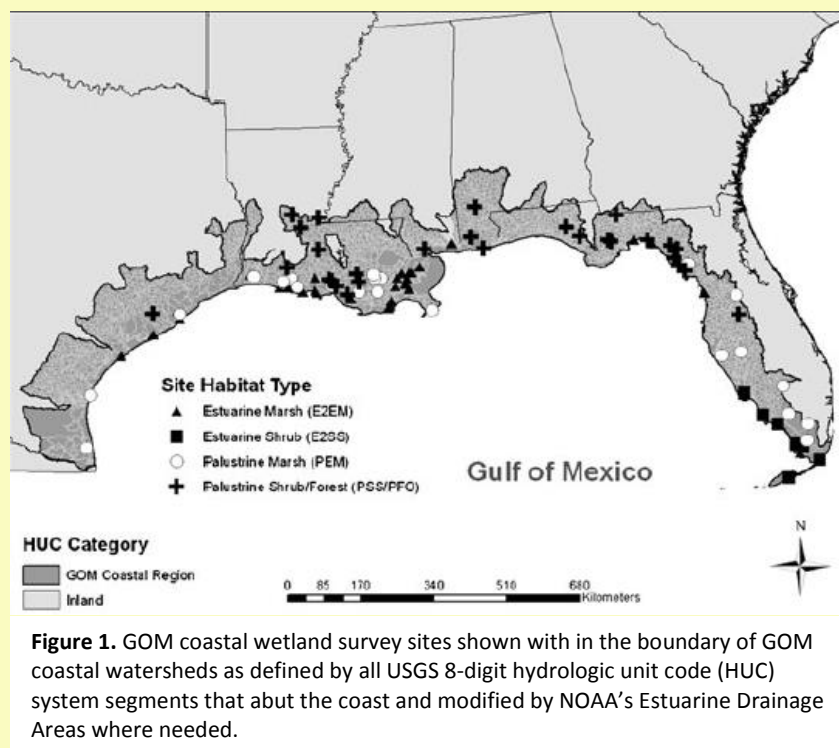 Site Habitat Type
Estuarine Marsh (E2EM)
Estuarine Shrub (E2SS)
Palustrine Marsh (PEM)
Palustrine Shrub/Forest (PSS/PFO)
Gulf of Mexico
HUC Category
GOM Coastal Region
Inland
N
0 85 170 340 510 680
Kilometers
Figure 1. GOM coastal wetland survey sites shown with in the boundary of GOM
coastal watersheds as defined by all USGS 8-digit hydrologic unit code (HUC)
system segments that abut the coast and modified by NOAA’s Estuarine Drainage
Areas where needed.